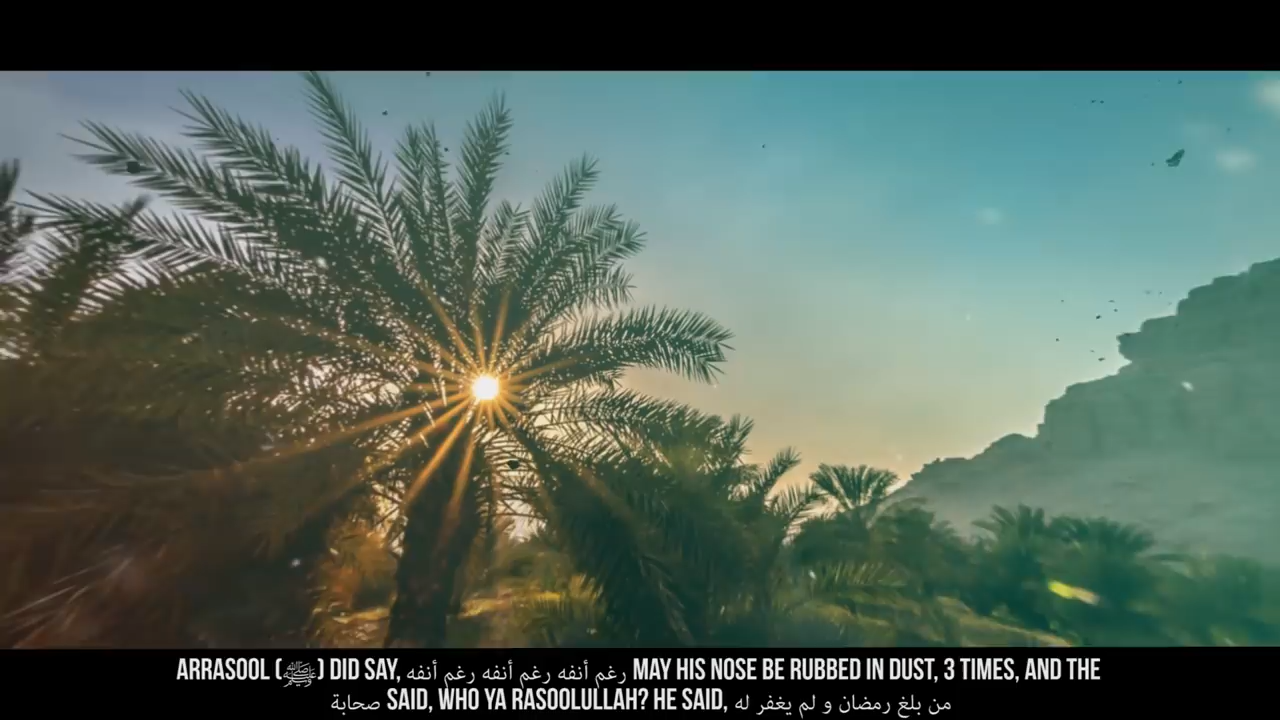 ARRASOOL (ﷺ) DID SAY, رغم أنفه رغم أنفه رغم أنفه MAY HIS NOSE BE RUBBED IN DUST, 3 TIMES, AND THE
صحابة SAID, WHO YA RASOOLULLAH? HE SAID, من بلغ رمضان و لم يغفر له